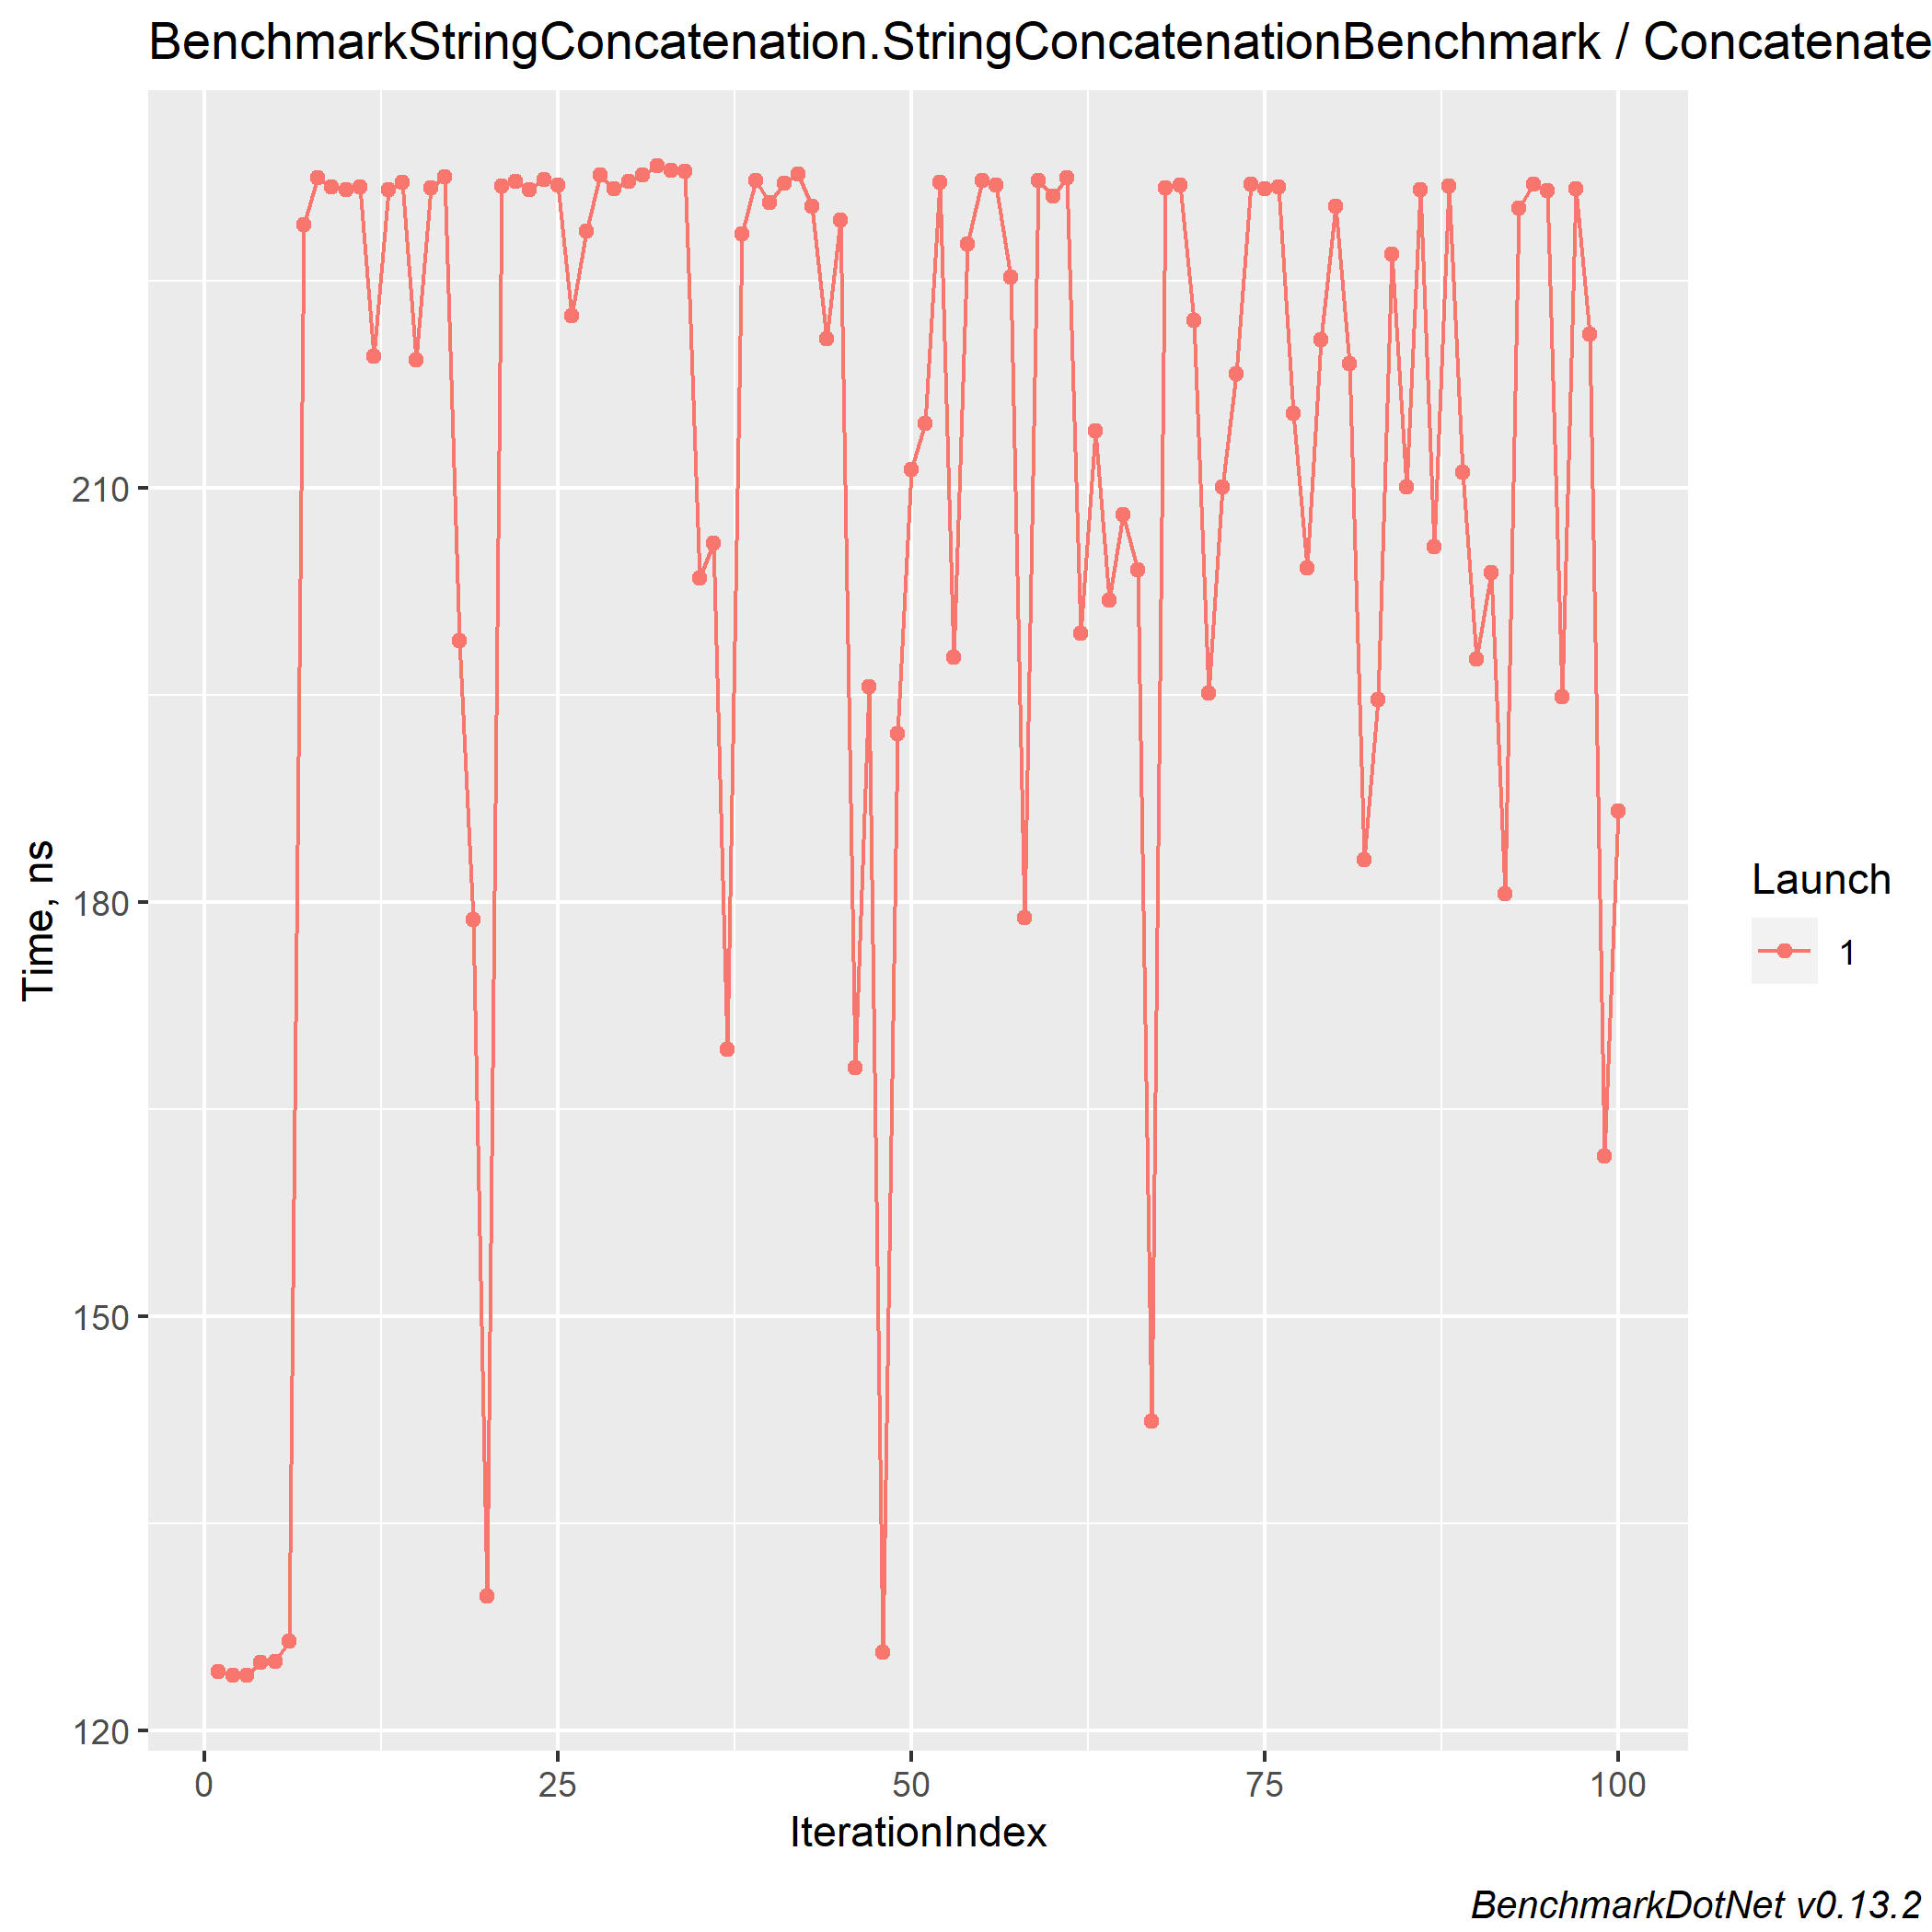 BenchmarkStringConcatenation.StringConcatenationBenchmark / Concatenate
210
180
150
120
Time, ns
0 25 50 75 100
IterationIndex
Launch
1
BenchmarkDotNet v0.13.2